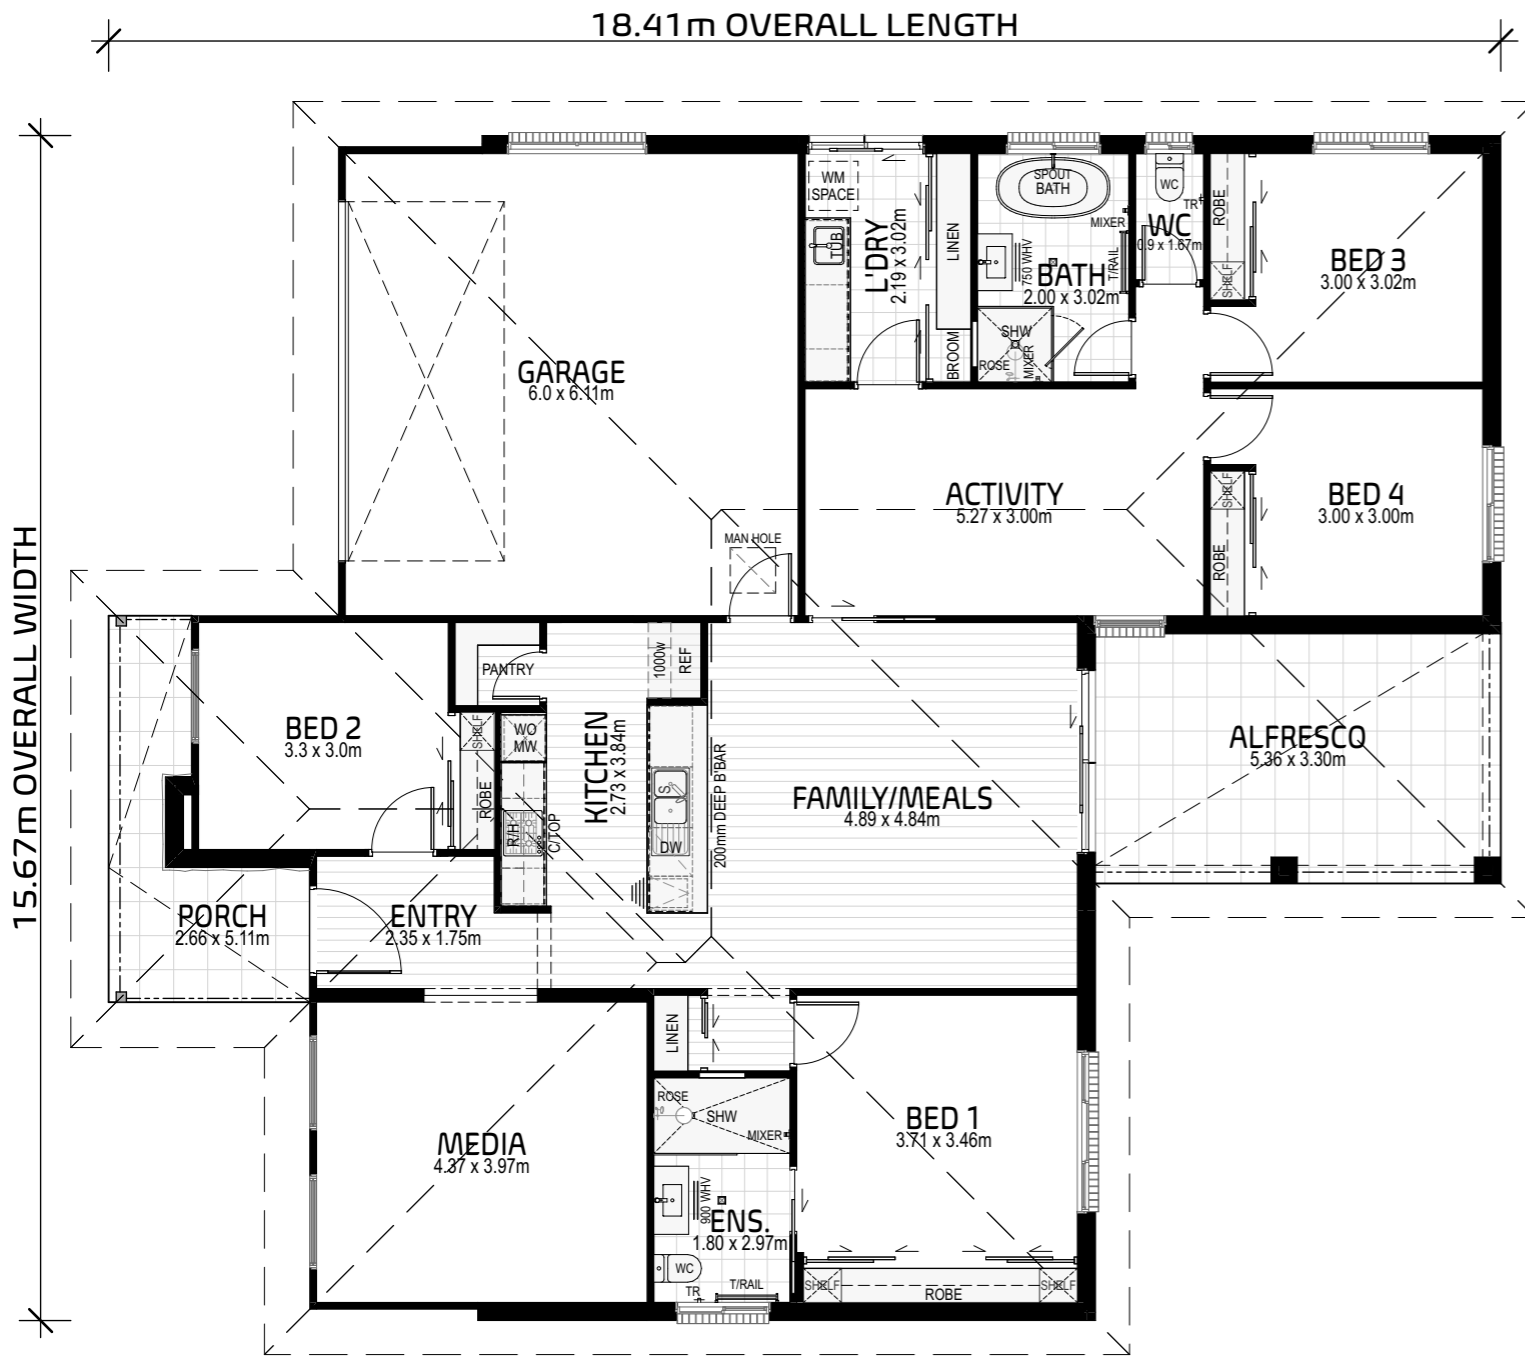 18.41m OVERALL LENGTH
15.67m OVERALL WIDTH
GARAGE
6.0 x 6.11m
MAN HOLE
WM
SPACE
TUB
L'DRY
2.19 x 3.02m
LINEN
BROOM
SPOUT
BATH
MIXER
750 WHV
T/RAIL
BATH
2.00 x 3.02m
SHW
ROSE
MIXER
WC
TR
WC
0.9 x 1.67m
ROBE
SHELF
BED 3
3.00 x 3.02m
ACTIVITY
5.27 x 3.00m
SHELF
ROBE
BED 4
3.00 x 3.00m
BED 2
3.3 x 3.0m
SHELF
ROBE
PANTRY
1000w
REF
WO
MW
KITCHEN
2.73 x 3.84m
R/H
C/TOP
S
DW
200mm DEEP B'BAR
FAMILY/MEALS
4.89 x 4.84m
ALFRESCO
5.36 x 3.30m
PORCH
2.66 x 5.11m
ENTRY
2.35 x 1.75m
MEDIA
4.37 x 3.97m
LINEN
ROSE
SHW
MIXER
900 WHV
ENS.
1.80 x 2.97m
WC
TR
T/RAIL
BED 1
3.71 x 3.46m
SHELF
ROBE
SHELF